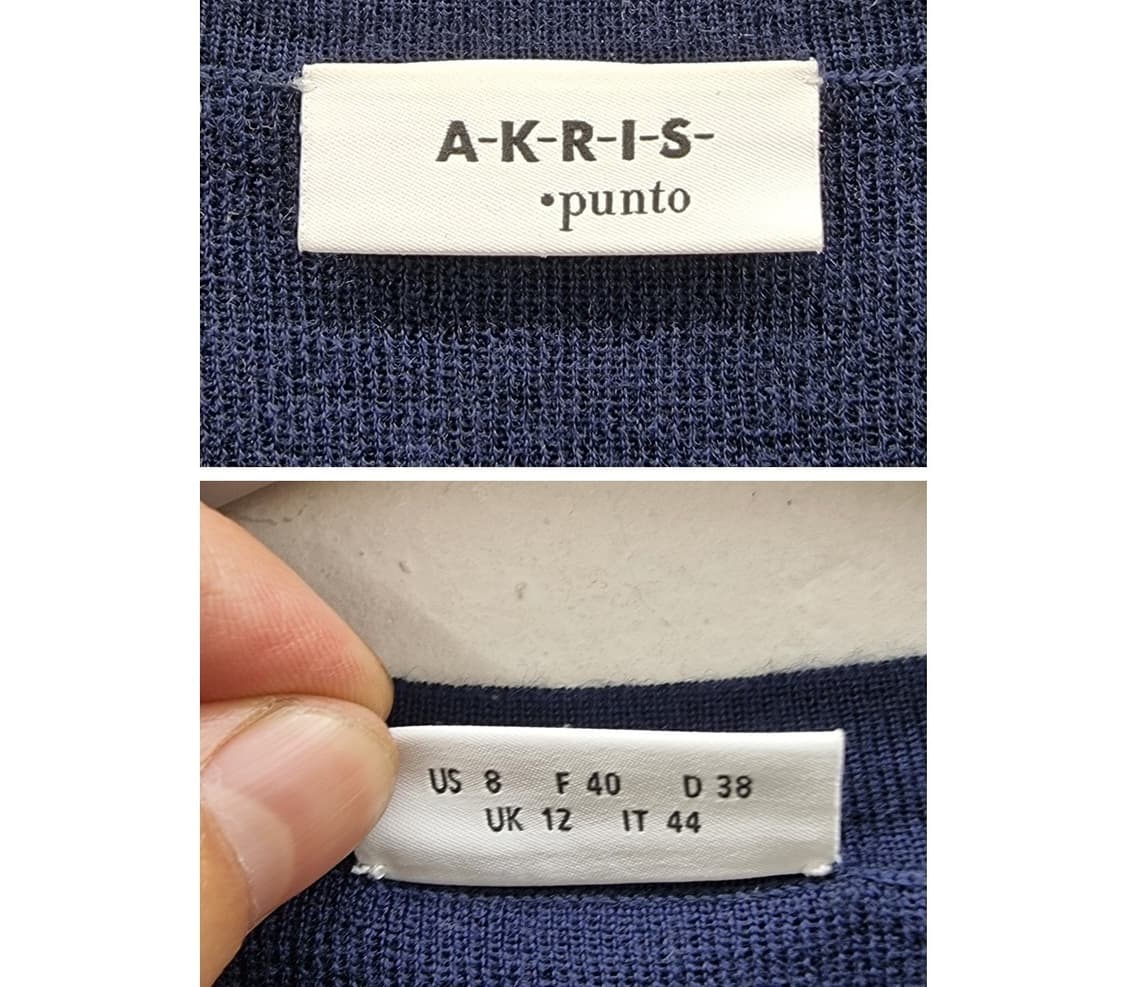 A-K-R-I-S-
•punto
US 8 F 40 D 38
UK 12 IT 44